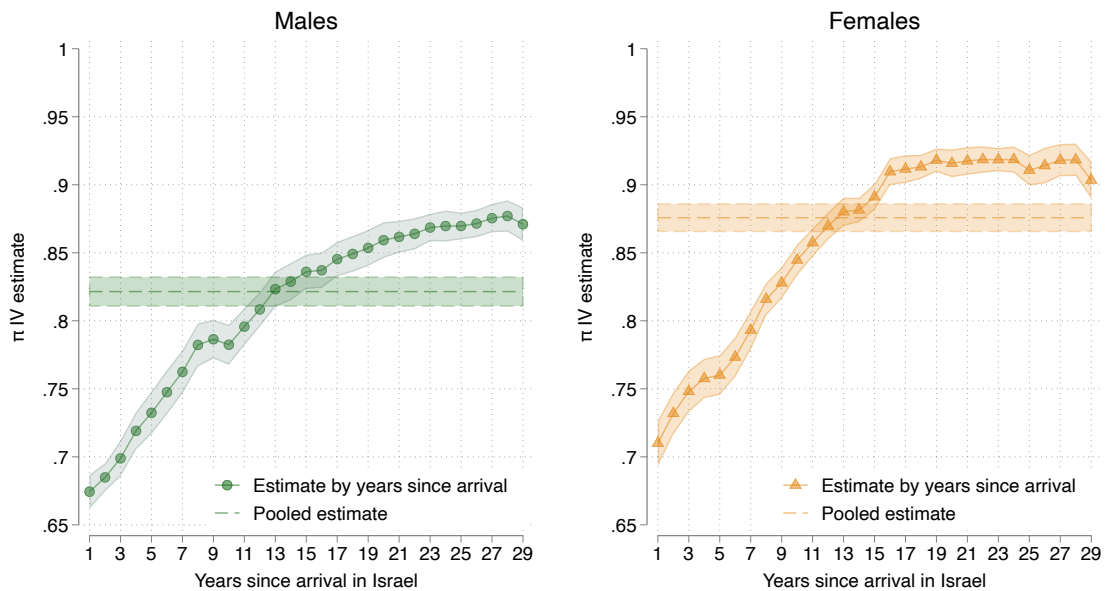 Males
π IV estimate
1
.95
.9
.85
.8
.75
.7
.65
Estimate by years since arrival
Pooled estimate
1 3 5 7 9 11 13 15 17 19 21 23 25 27 29
Years since arrival in Israel
Females
π IV estimate
1
.95
.9
.85
.8
.75
.7
.65
Estimate by years since arrival
Pooled estimate
1 3 5 7 9 11 13 15 17 19 21 23 25 27 29
Years since arrival in Israel